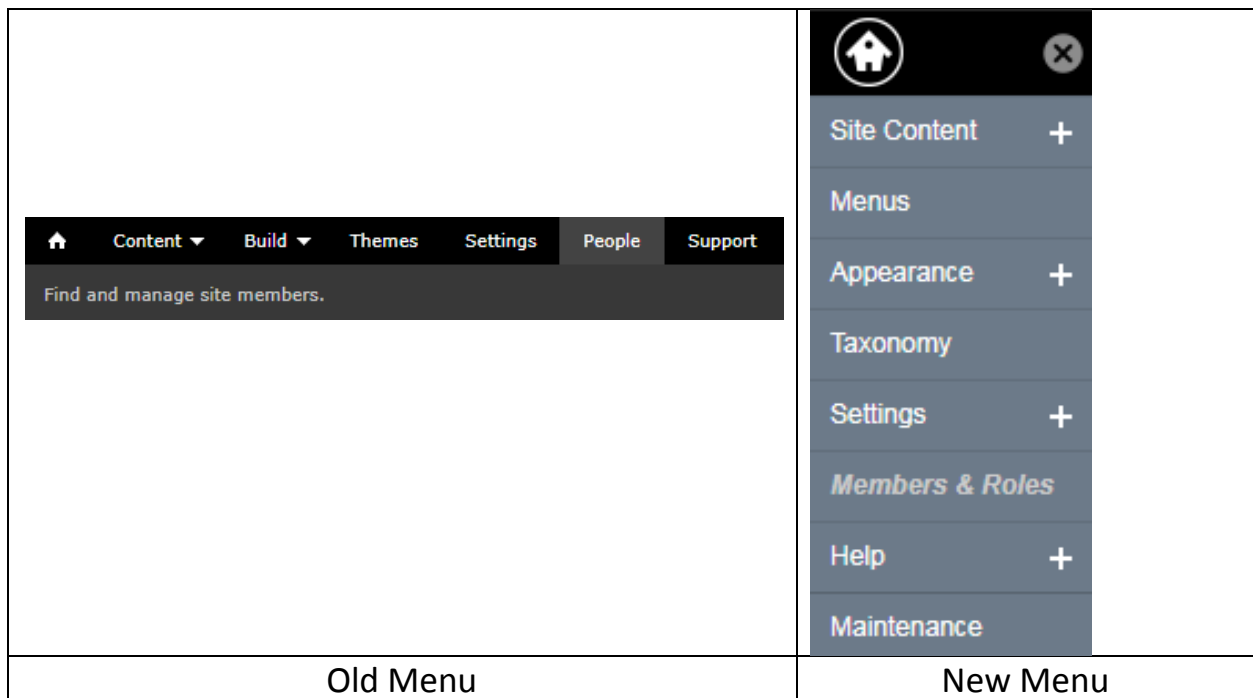 Content Build Themes Settings People Support
Find and manage site members.
Old Menu
Site Content +
Menus
Appearance +
Taxonomy
Settings +
Members & Roles
Help +
Maintenance
New Menu